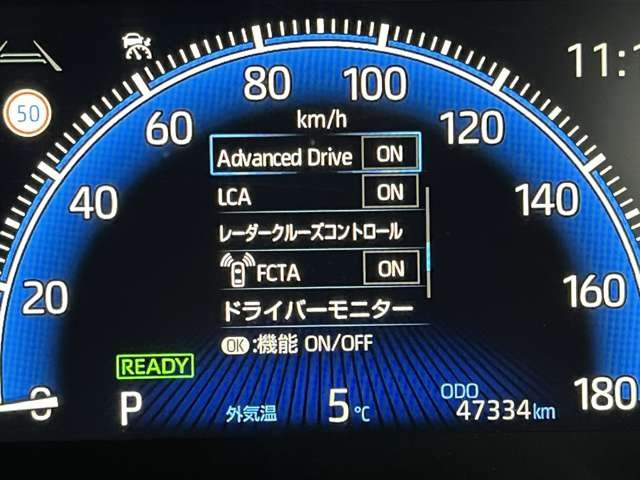 11:1
50
80
100
60
km/h
120
Advanced Drive ON
40
LCA ON
140
レーダークルーズコントロール
FCTA ON
20
160
ドライバーモニター
OK:機能 ON/OFF
READY
0
P
外気温 5℃
ODO
47334km
180